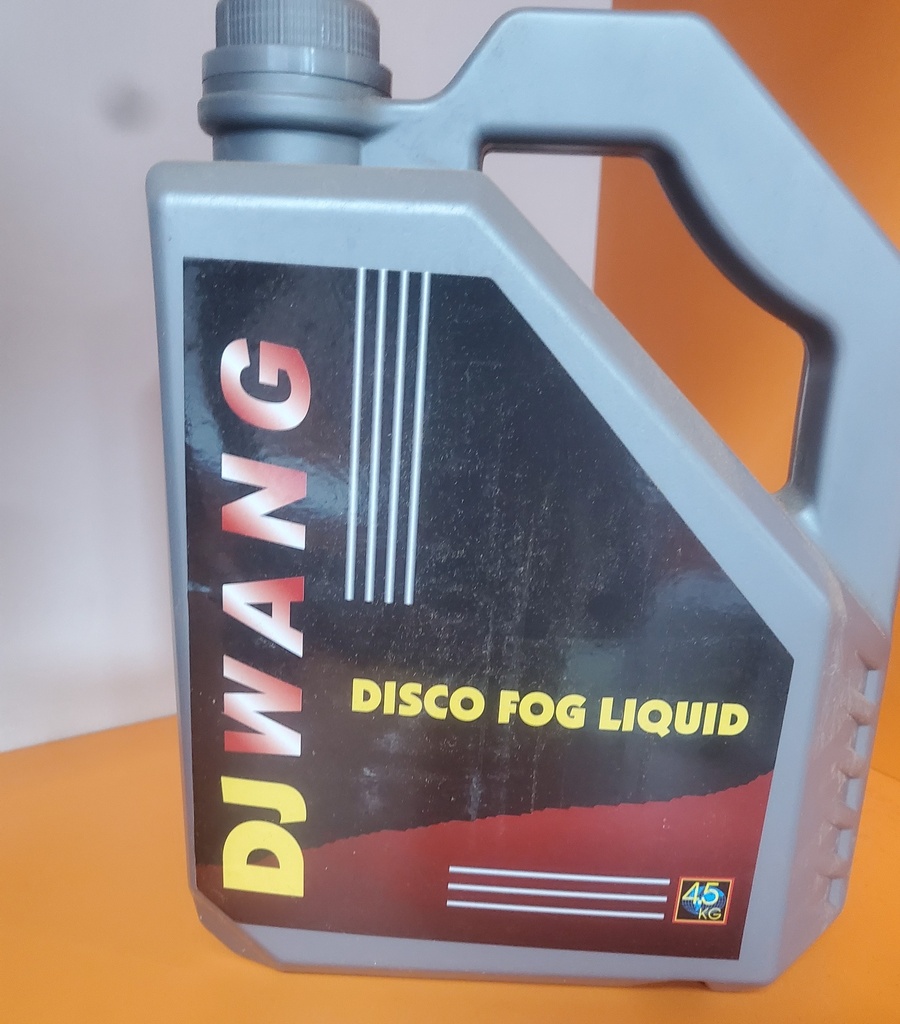 DJ WANG
DISCO FOG LIQUID
4,5
KG